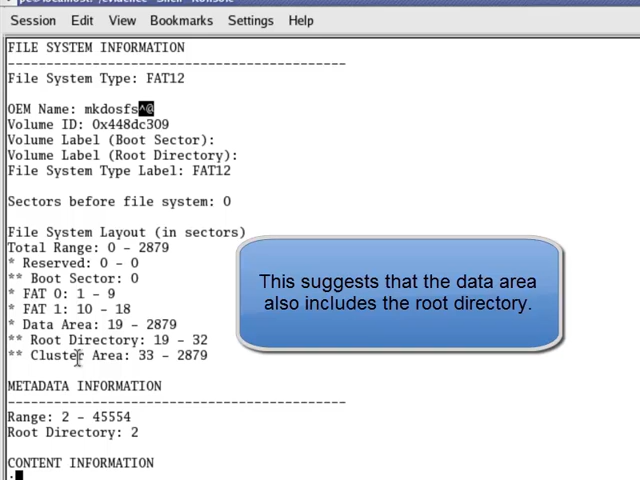 Session Edit View Bookmarks Settings Help
FILE SYSTEM INFORMATION
--------------------------------------------
File System Type: FAT12
OEM Name: mkdosfs^@
Volume ID: 0x448dc309
Volume Label (Boot Sector):
Volume Label (Root Directory):
File System Type Label: FAT12
Sectors before file system: 0
File System Layout (in sectors)
Total Range: 0 - 2879
* Reserved: 0 - 0
** Boot Sector: 0
* FAT 0: 1 - 9
* FAT 1: 10 - 18
* Data Area: 19 - 2879
** Root Directory: 19 - 32
** Cluster Area: 33 - 2879
This suggests that the data area
also includes the root directory.
METADATA INFORMATION
--------------------------------------------
Range: 2 - 45554
Root Directory: 2
CONTENT INFORMATION
: